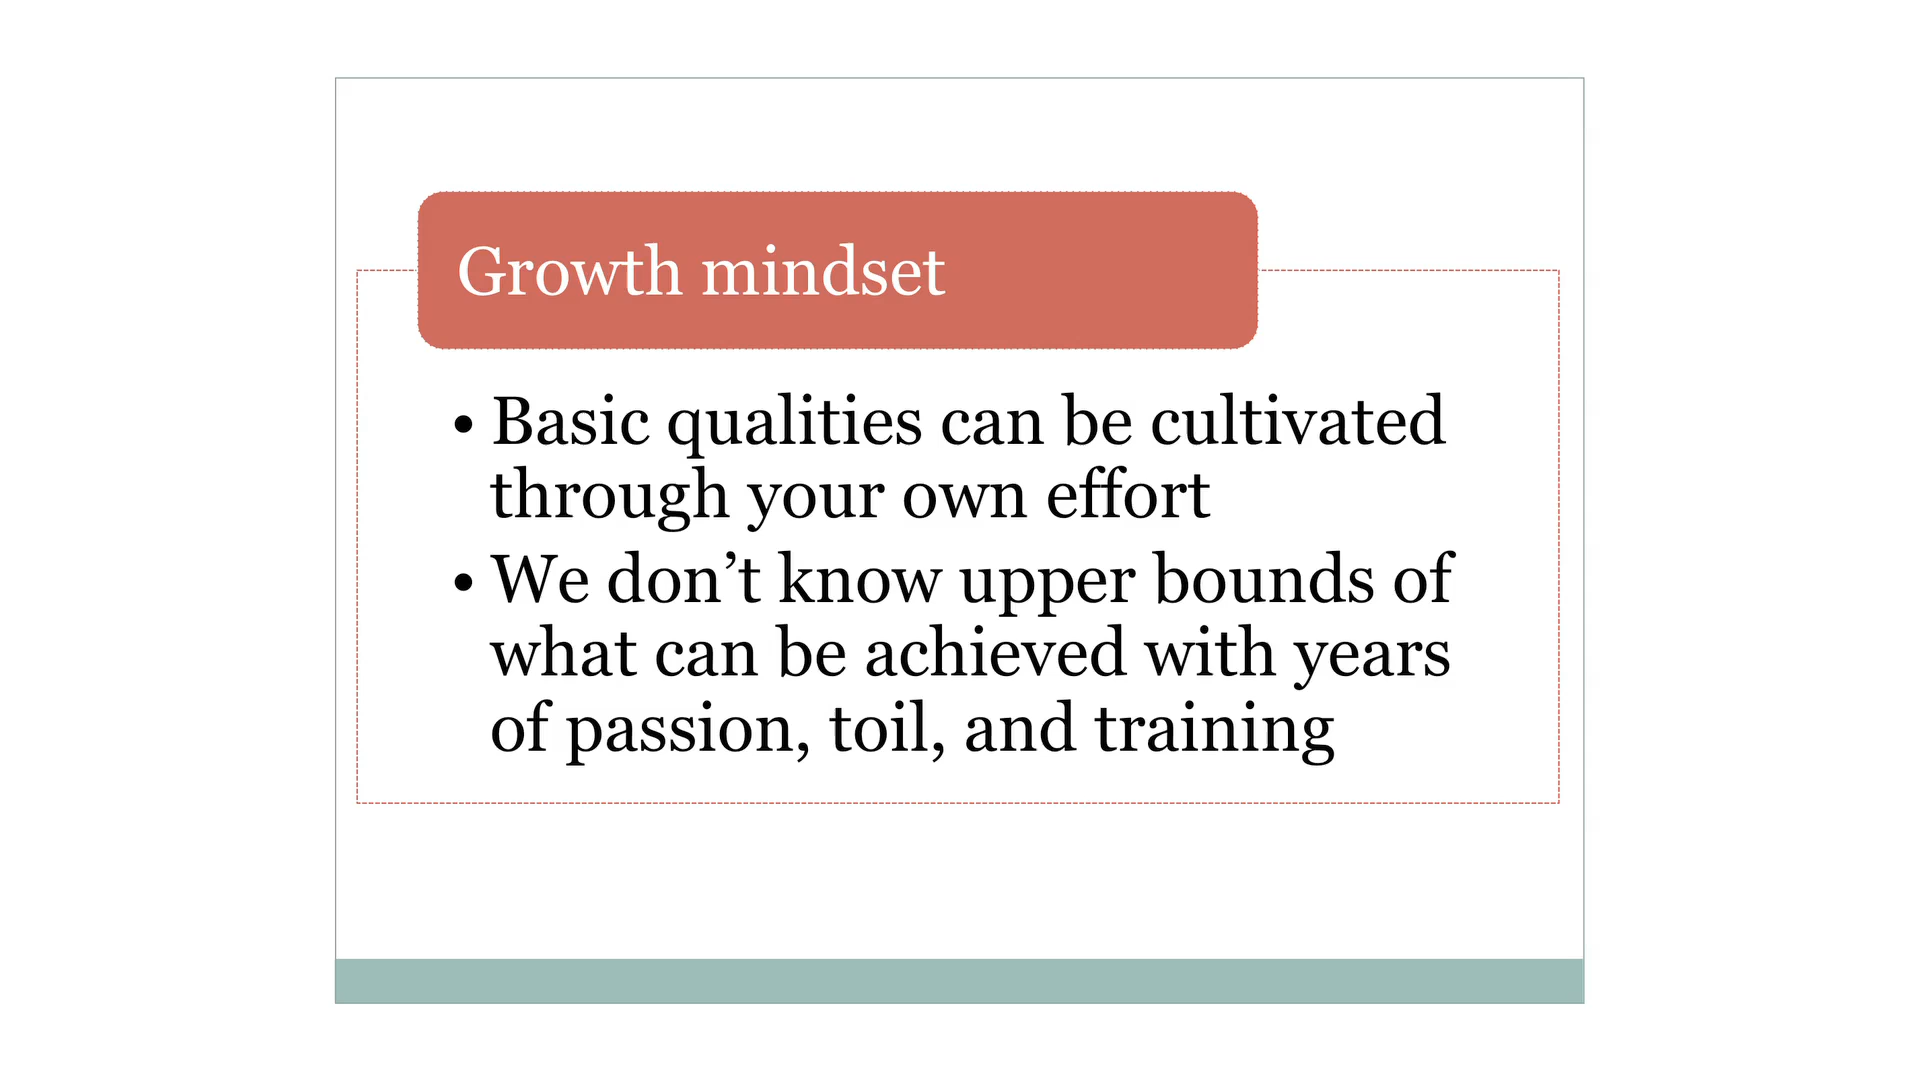 Growth mindset
• Basic qualities can be cultivated
through your own effort
• We don’t know upper bounds of
what can be achieved with years
of passion, toil, and training